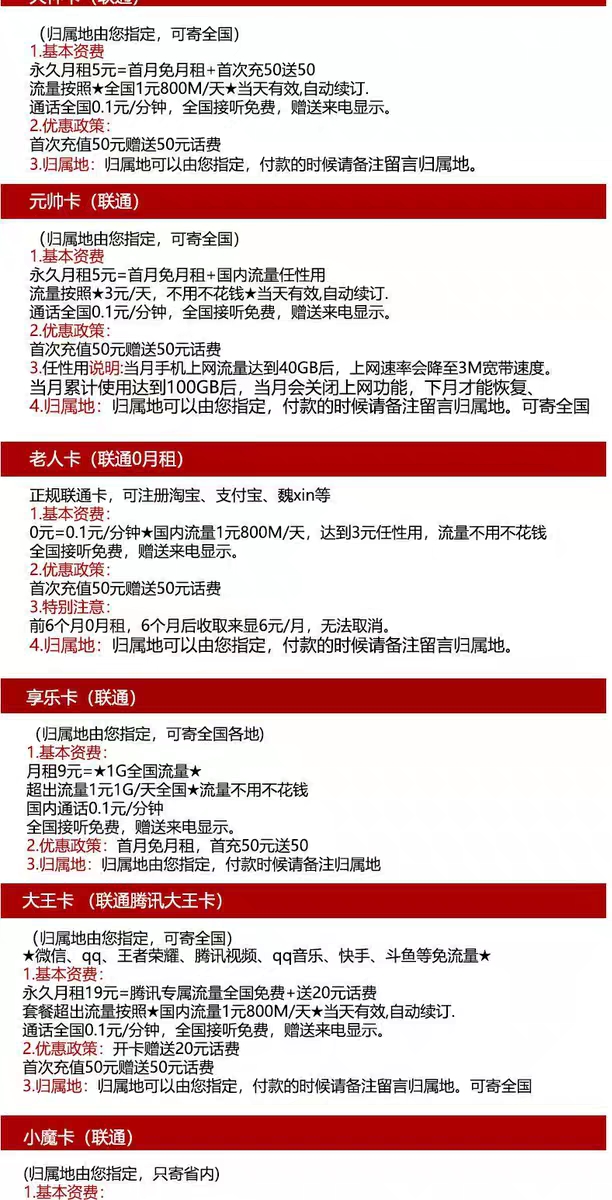 （归属地由您指定，可寄全国）
1.基本资费
永久月租5元=首月免月租+首次充50送50
流量按照★全国1元800M/天★当天有效,自动续订.
通话全国0.1元/分钟，全国接听免费，赠送来电显示。
2.优惠政策：
首次充值50元赠送50元话费
3.归属地：归属地可以由您指定，付款的时候请备注留言归属地。
元帅卡（联通）
（归属地由您指定，可寄全国）
1.基本资费
永久月租5元=首月免月租+国内流量任性用
流量按照★3元/天，不用不花钱★当天有效,自动续订.
通话全国0.1元/分钟，全国接听免费，赠送来电显示。
2.优惠政策：
首次充值50元赠送50元话费
3.任性用说明:当月手机上网流量达到40GB后，上网速率会降至3M宽带速度。
当月累计使用达到100GB后，当月会关闭上网功能，下月才能恢复、
4.归属地：归属地可以由您指定，付款的时候请备注留言归属地。可寄全国
老人卡（联通0月租）
正规联通卡，可注册淘宝、支付宝、魏xin等
1.基本资费：
0元=0.1元/分钟★国内流量1元800M/天，达到3元任性用，流量不用不花钱
全国接听免费，赠送来电显示。
2.优惠政策：
首次充值50元赠送50元话费
3.特别注意：
前6个月0月租，6个月后收取来显6元/月，无法取消。
4.归属地：归属地可以由您指定，付款的时候请备注留言归属地。
享乐卡（联通）
（归属地由您指定，可寄全国各地)
1.基本资费：
月租9元=★1G全国流量★
超出流量1元1G/天全国★流量不用不花钱
国内通话0.1元/分钟
全国接听免费，赠送来电显示。
2.优惠政策：首月免月租，首充50元送50
3.归属地：归属地由您指定，付款时候请备注归属地
大王卡 （联通腾讯大王卡）
（归属地由您指定，可寄全国）
★微信、qq、王者荣耀、腾讯视频、qq音乐、快手、斗鱼等免流量★
1.基本资费：
永久月租19元=腾讯专属流量全国免费+送20元话费
套餐超出流量按照★国内流量1元800M/天★当天有效,自动续订.
通话全国0.1元/分钟，全国接听免费，赠送来电显示。
2.优惠政策：开卡赠送20元话费
首次充值50元赠送50元话费
3.归属地：归属地可以由您指定，付款的时候请备注留言归属地。可寄全国
小魔卡（联通）
(归属地由您指定，只寄省内)
1.基本资费：